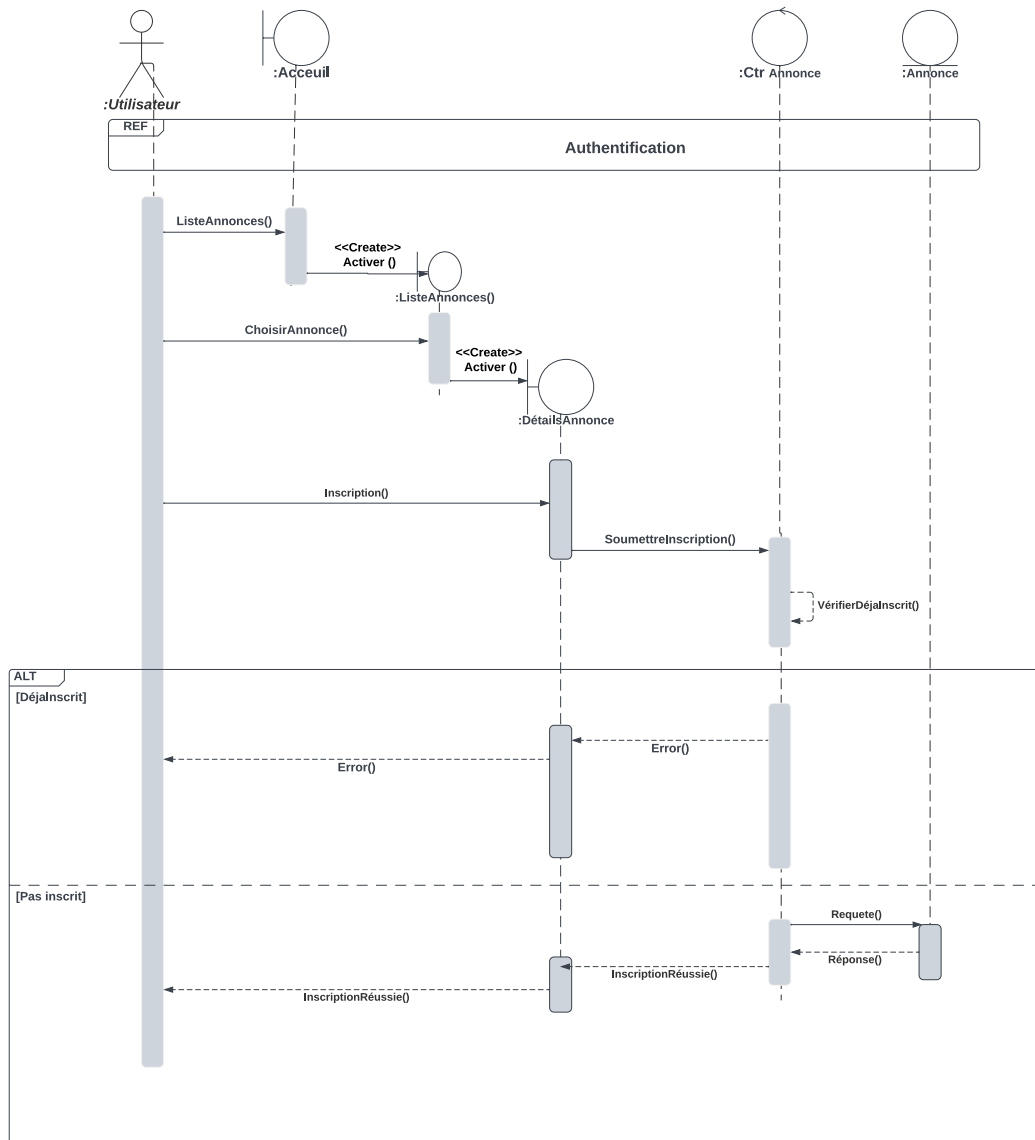 :Utilisateur
:Acceuil
:Ctr Annonce
:Annonce
REF
Authentification
ListeAnnonces()
<<Create>>
Activer ()
:ListeAnnonces()
ChoisirAnnonce()
<<Create>>
Activer ()
:DétailsAnnonce
Inscription()
SoumettreInscription()
VérifierDéjaInscrit()
ALT
[DéjaInscrit]
Error()
Error()
[Pas inscrit]
Requete()
Réponse()
InscriptionRéussie()
InscriptionRéussie()